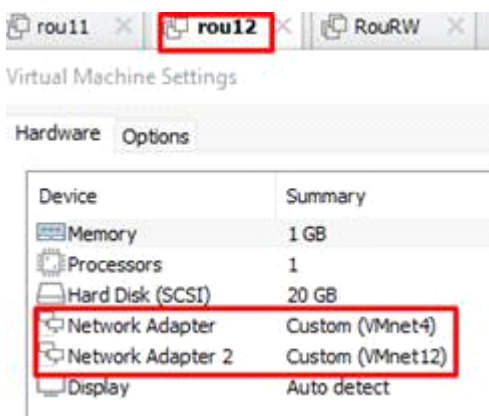 rou11 rou12 RouRW
Virtual Machine Settings
Hardware Options
Device Summary
Memory 1 GB
Processors 1
Hard Disk (SCSI) 20 GB
Network Adapter Custom (VMnet4)
Network Adapter 2 Custom (VMnet12)
Display Auto detect